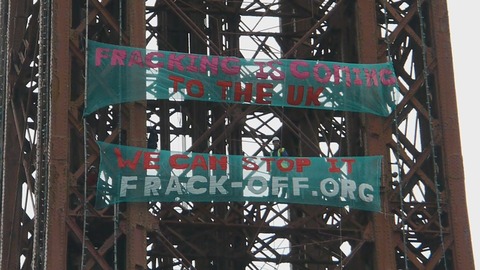 FRACKING IS COMING
TO THE UK
WE CAN STOP IT
FRACK-OFF.ORG